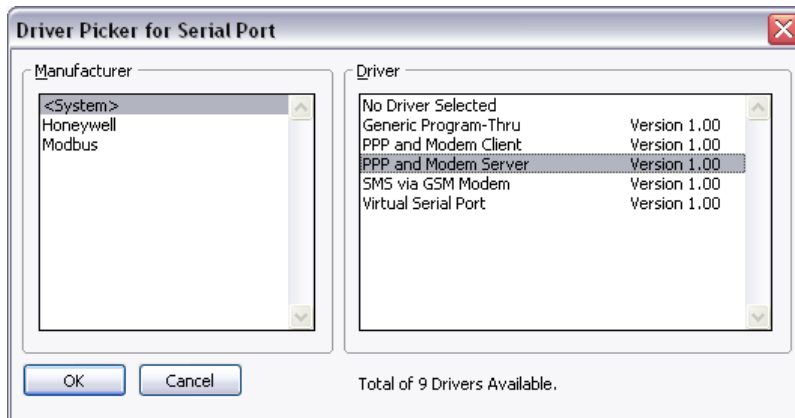 Driver Picker for Serial Port
Manufacturer
<System>
Honeywell
Modbus
Driver
No Driver Selected
Generic Program-Thru Version 1.00
PPP and Modem Client Version 1.00
PPP and Modem Server Version 1.00
SMS via GSM Modem Version 1.00
Virtual Serial Port Version 1.00
OK Cancel Total of 9 Drivers Available.